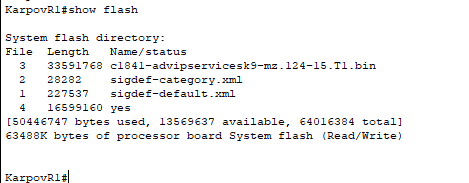 KarpovR1#show flash
System flash directory:
File Length Name/status
3 33591768 c1841-advipservicesk9-mz.124-15.T1.bin
2 28282 sigdef-category.xml
1 227537 sigdef-default.xml
4 16599160 yes
[50446747 bytes used, 13569637 available, 64016384 total]
63488K bytes of processor board System flash (Read/Write)
KarpovR1#